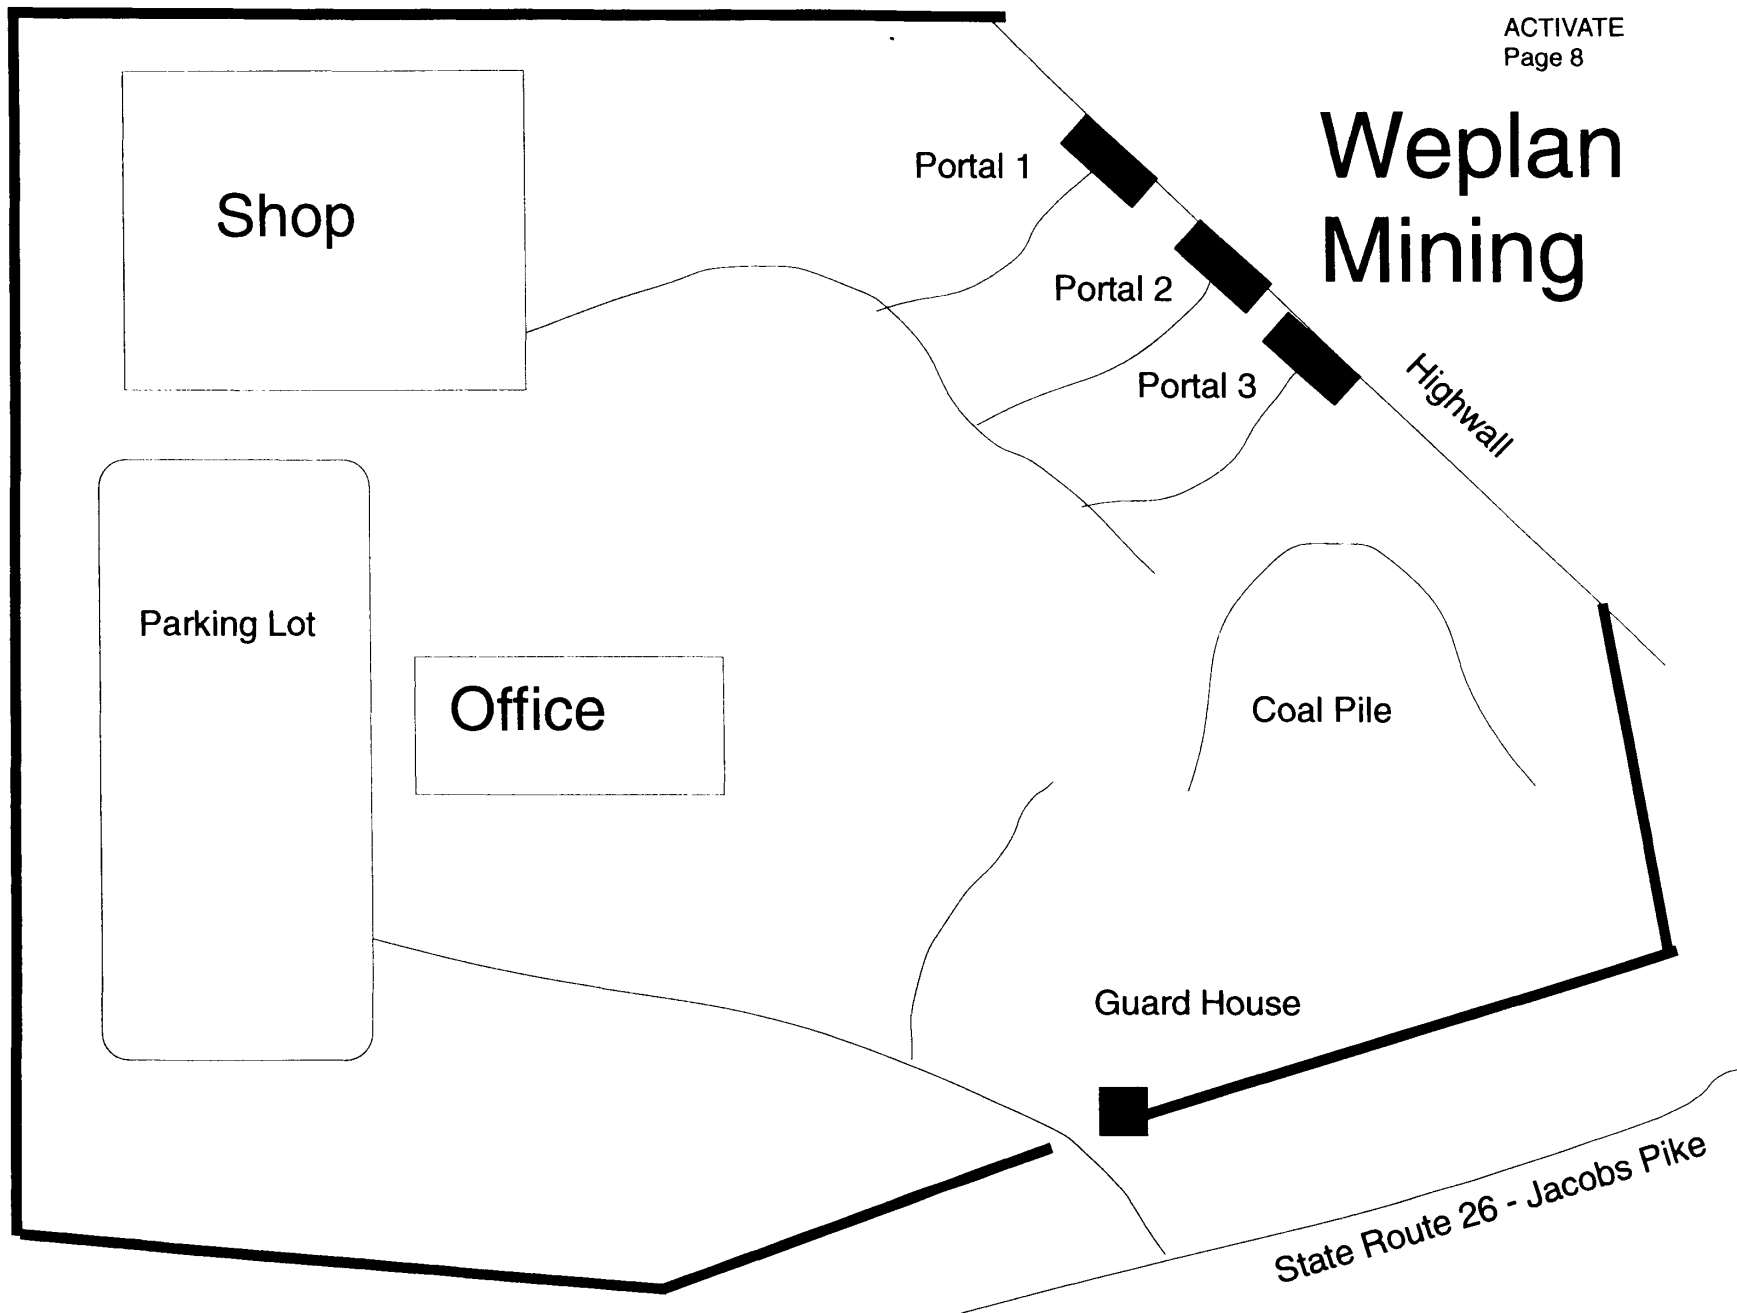 ACTIVATE
Page 8
Weplan
Mining
Portal 1
Shop
Portal 2
Portal 3
Highwall
Parking Lot
Office
Coal Pile
Guard House
State Route 26 - Jacobs Pike